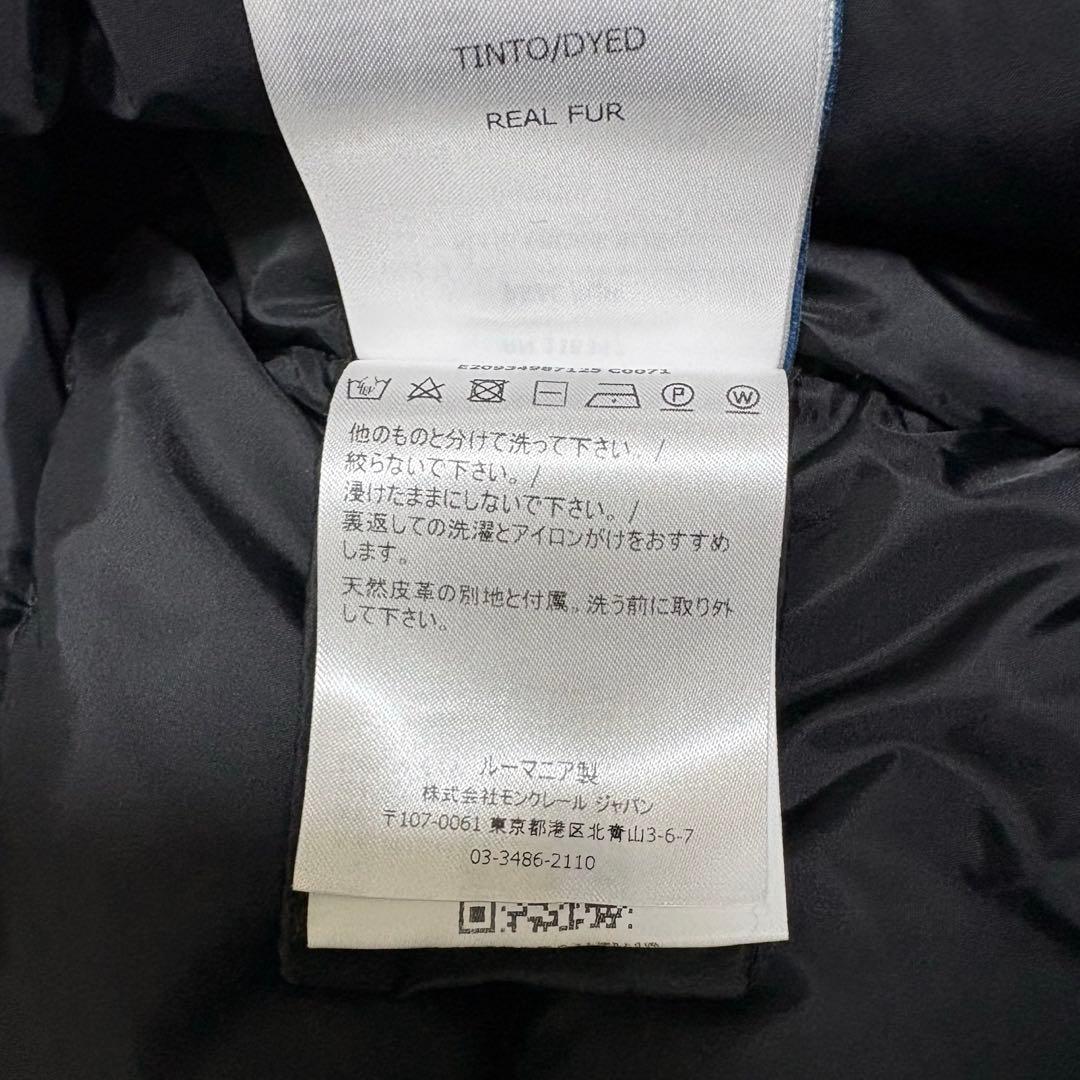 TINTO/DYED
REAL FUR
E20934987125 C0071
P W
他のものと分けて洗って下さい。/
絞らないで下さい。/
浸けたままにしないで下さい。/
裏返しての洗濯とアイロンがけをおすすめ
します。
天然皮革の別地と付属。洗う前に取り外
して下さい。
ルーマニア製
株式会社モンクレール ジャパン
〒107-0061 東京都港区北青山3-6-7
03-3486-2110